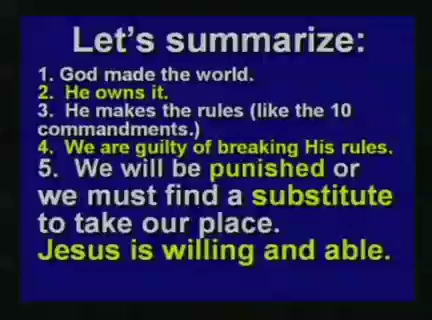 Let's summarize:
1. God made the world.
2.  He owns it.
3.  He makes the rules (like the 10
commandments.)
4.  We are guilty of breaking His rules.
5.  We will be punished or
we must find a substitute
to take our place.
Jesus is willing and able.